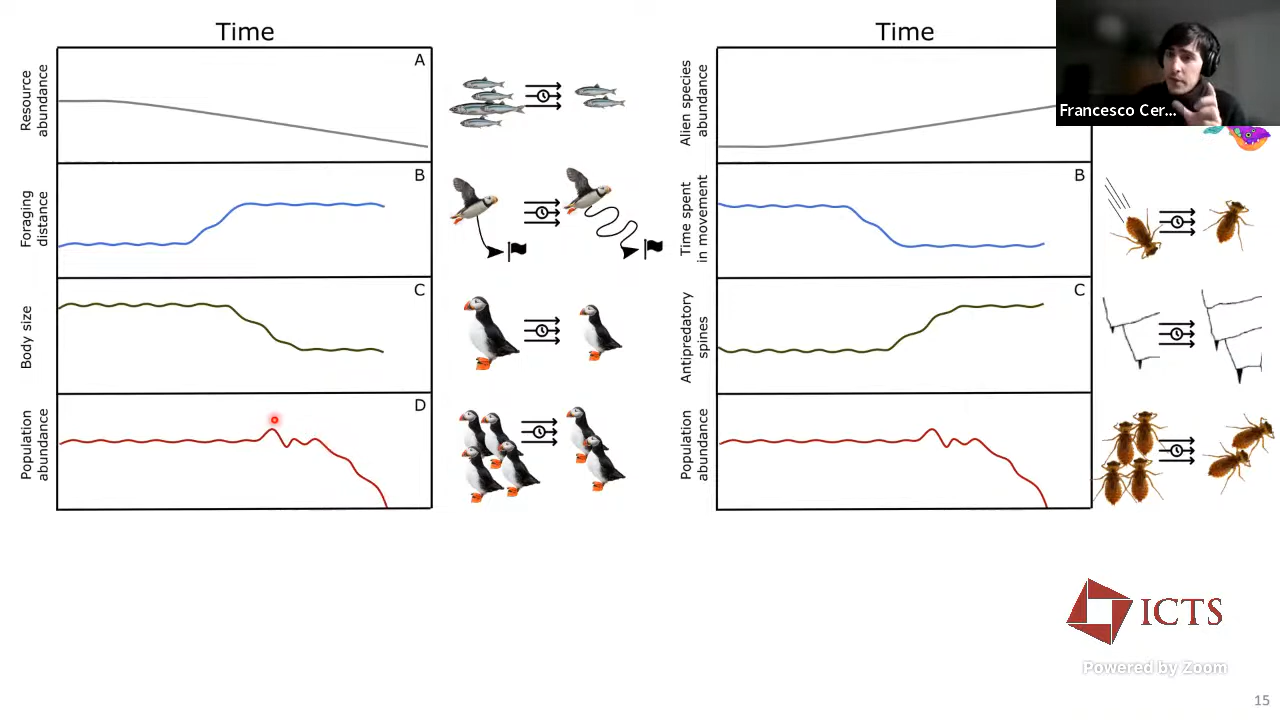 Time
Resource
abundance
A
Foraging
distance
B
Body size
C
Population
abundance
D
Time
Alien species
abundance
Time spent
in movement
B
Antipredatory
spines
C
Population
abundance
Francesco Cer...
ICTS
Powered by Zoom
15